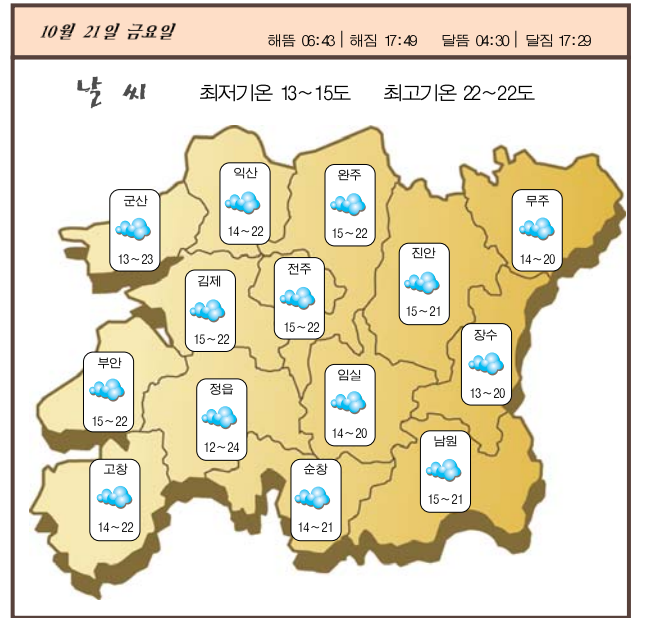 10월 21일 금요일
해뜸 06:43 | 해짐 17:49 달뜸 04:30 | 달짐 17:29
날 씨 최저기온 13~15도 최고기온 22~22도
군산
13~23
익산
14~22
완주
15~22
무주
14~20
김제
15~22
전주
15~22
진안
15~21
장수
13~20
부안
15~22
정읍
12~24
임실
14~20
남원
15~21
고창
14~22
순창
14~21